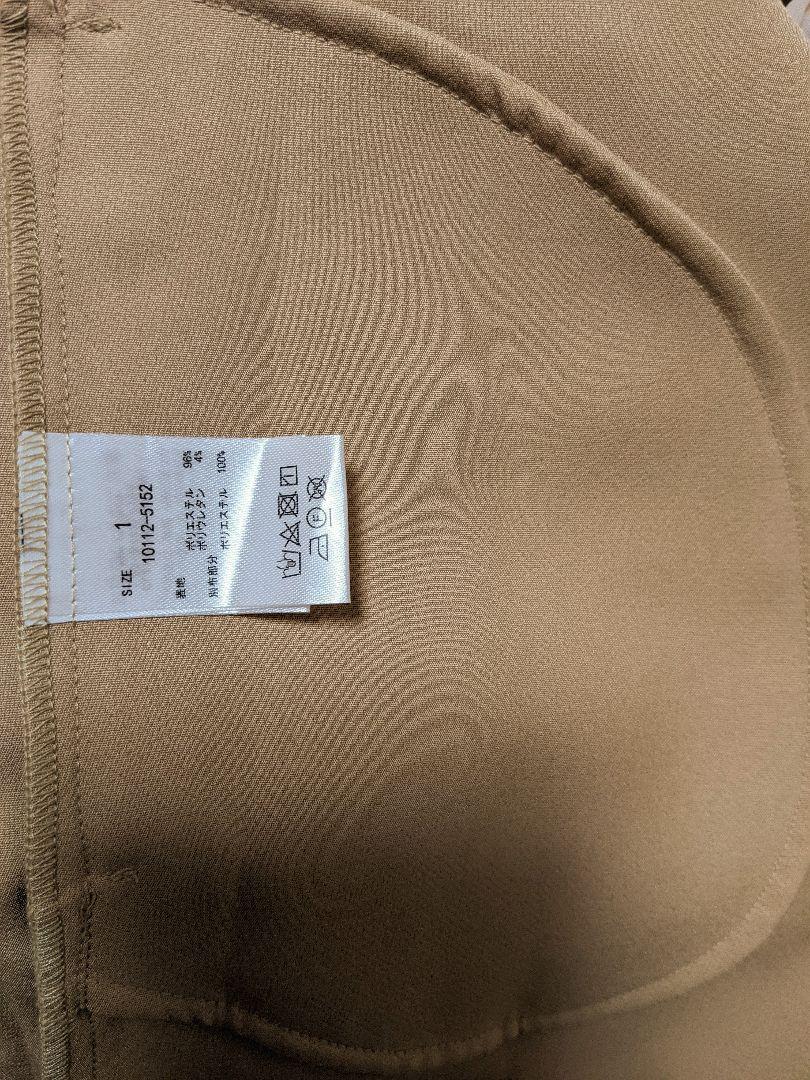 SIZE 1
10112-5152
表地 ポリエステル 96%
ポリウレタン 4%
別布部分 ポリエステル 100%